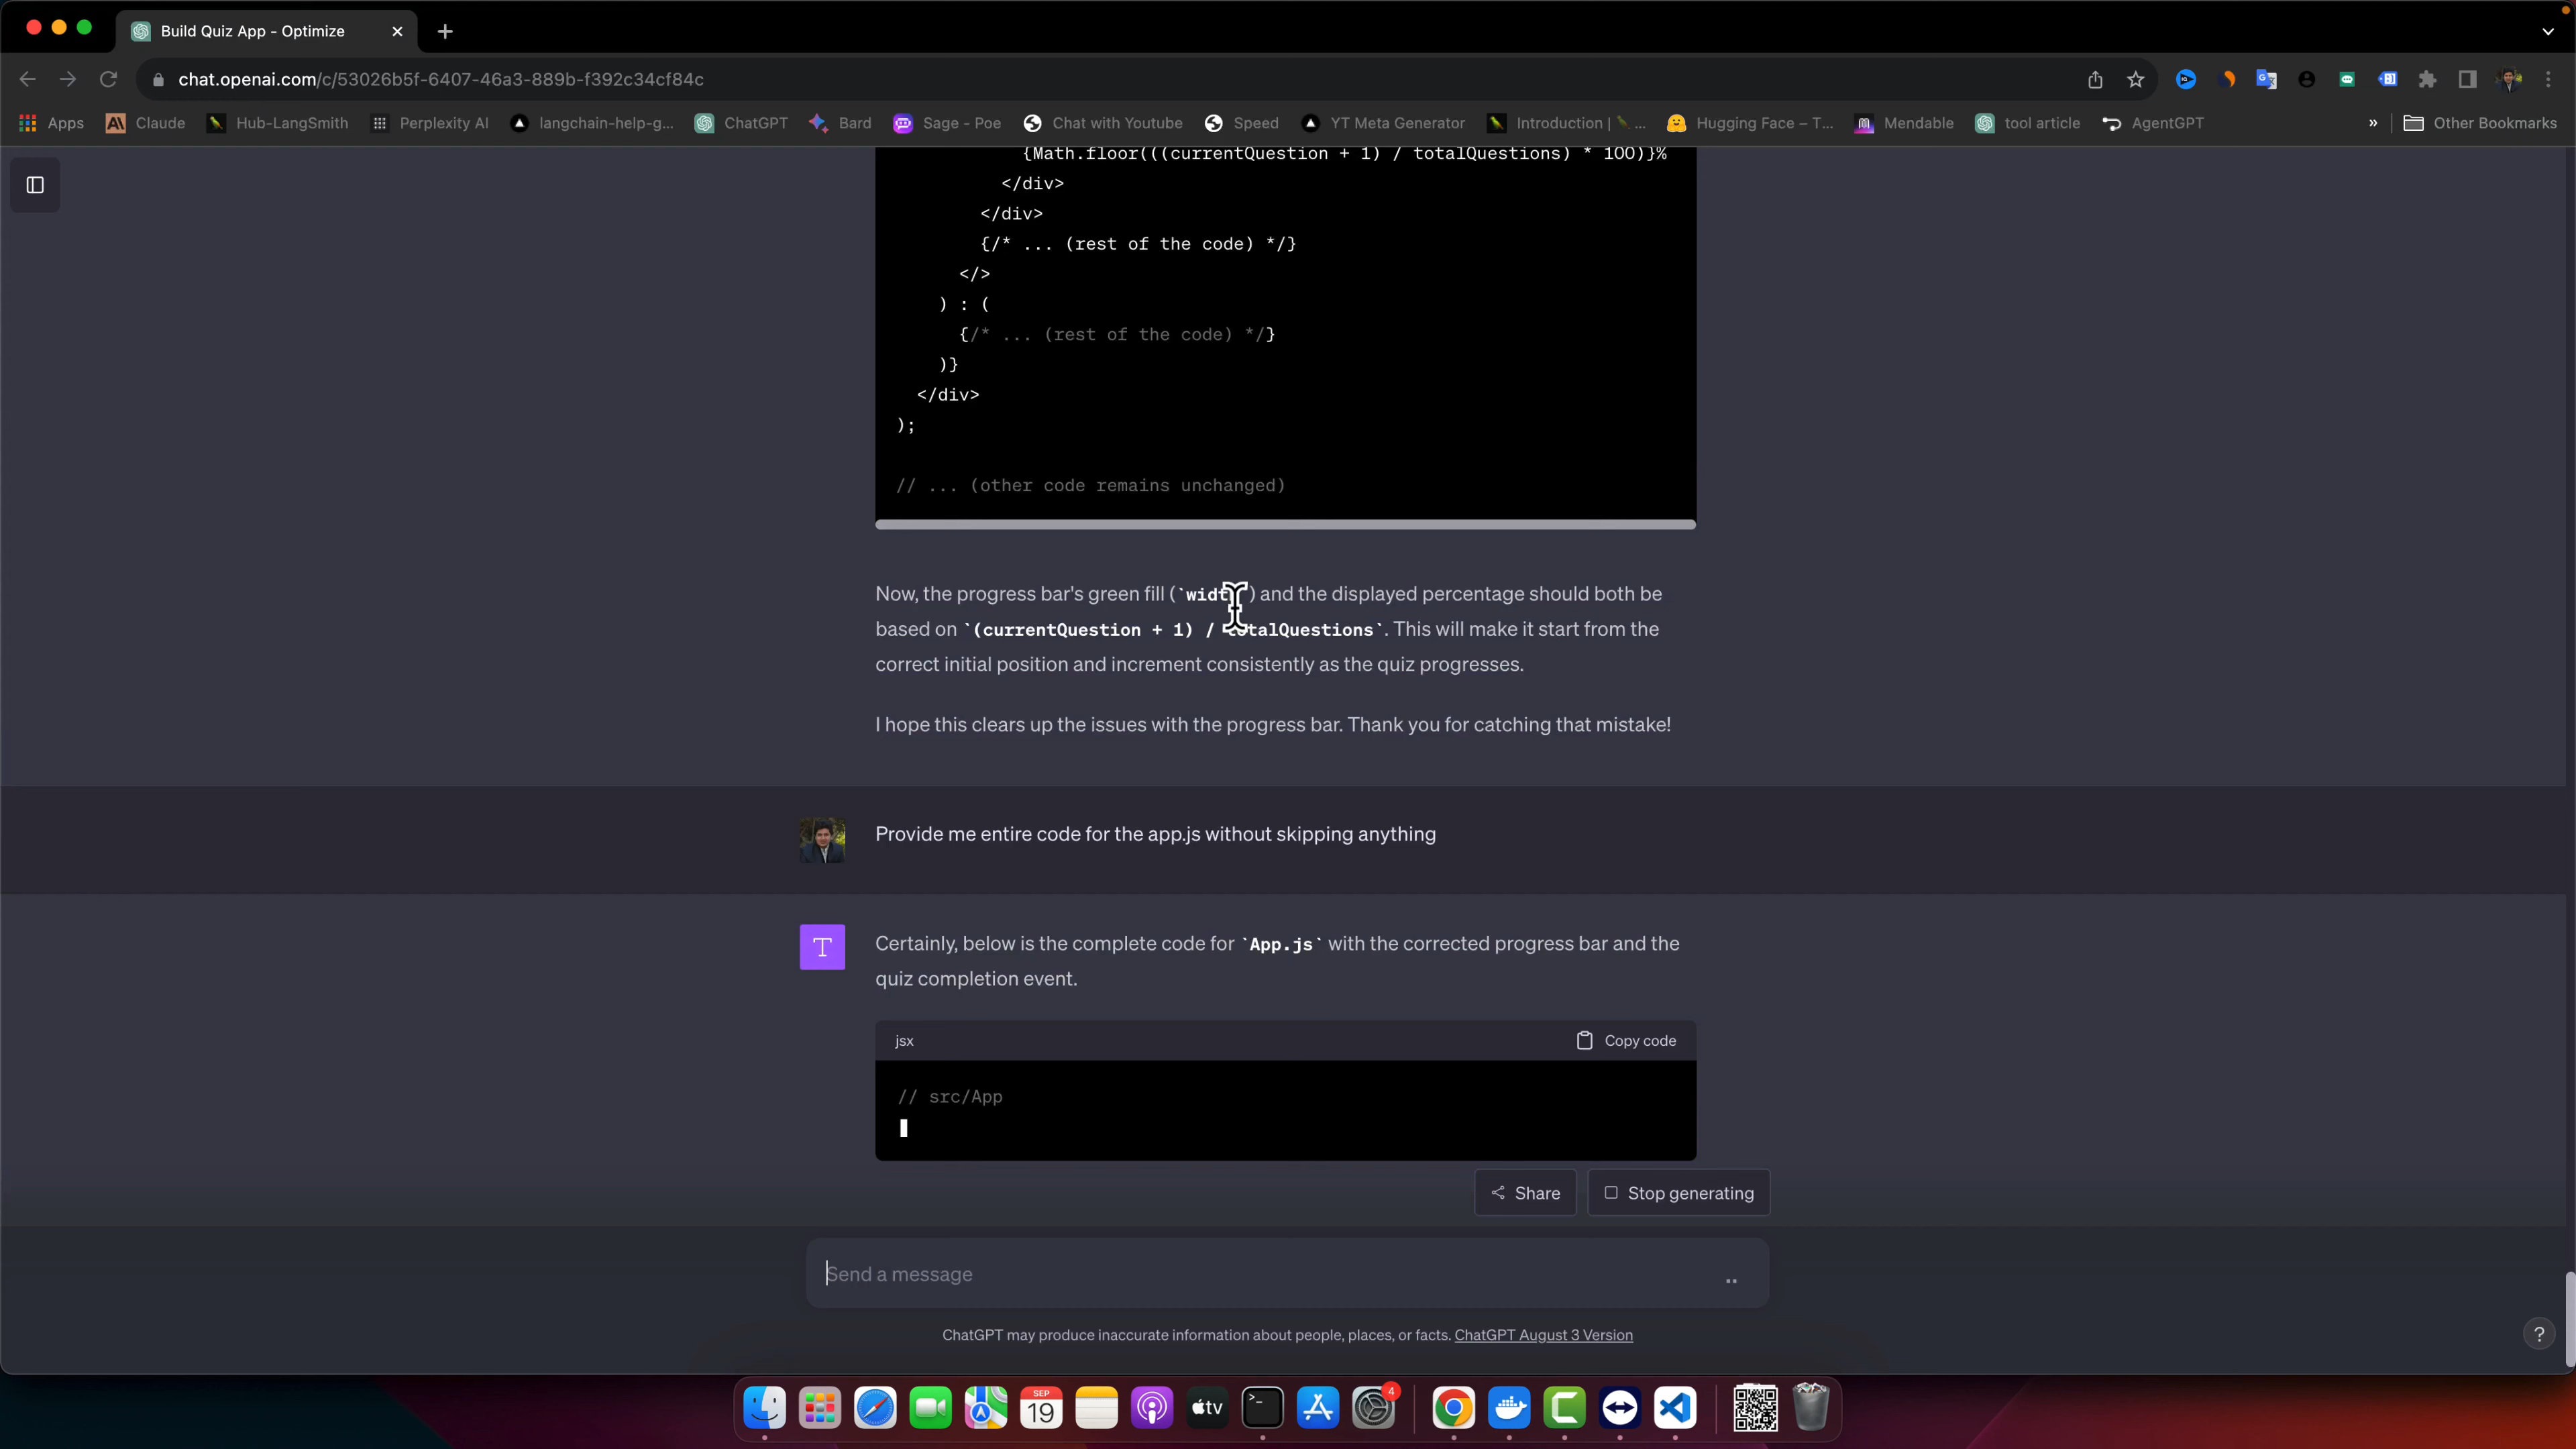 Build Quiz App - Optimize
chat.openai.com/c/53026b5f-6407-46a3-889b-f392c34cf84c
Apps
Claude
Hub-LangSmith
Perplexity AI
langchain-help-g...
ChatGPT
Bard
Sage - Poe
Chat with Youtube
Speed
YT Meta Generator
Introduction | ...
Hugging Face – T...
Mendable
tool article
AgentGPT
»
Other Bookmarks
{Math.floor(((currentQuestion + 1) / totalQuestions) * 100)}%
</div>
</div>
{/* ... (rest of the code) */}
</>
) : (
{/* ... (rest of the code) */}
)}
</div>
);
// ... (other code remains unchanged)
Now, the progress bar's green fill (`width`) and the displayed percentage should both be
based on `(currentQuestion + 1) / totalQuestions`. This will make it start from the
correct initial position and increment consistently as the quiz progresses.
I hope this clears up the issues with the progress bar. Thank you for catching that mistake!
Provide me entire code for the app.js without skipping anything
T
Certainly, below is the complete code for `App.js` with the corrected progress bar and the
quiz completion event.
jsx
Copy code
// src/App
Share
Stop generating
Send a message
ChatGPT may produce inaccurate information about people, places, or facts. ChatGPT August 3 Version
?
SEP
19
tv
4